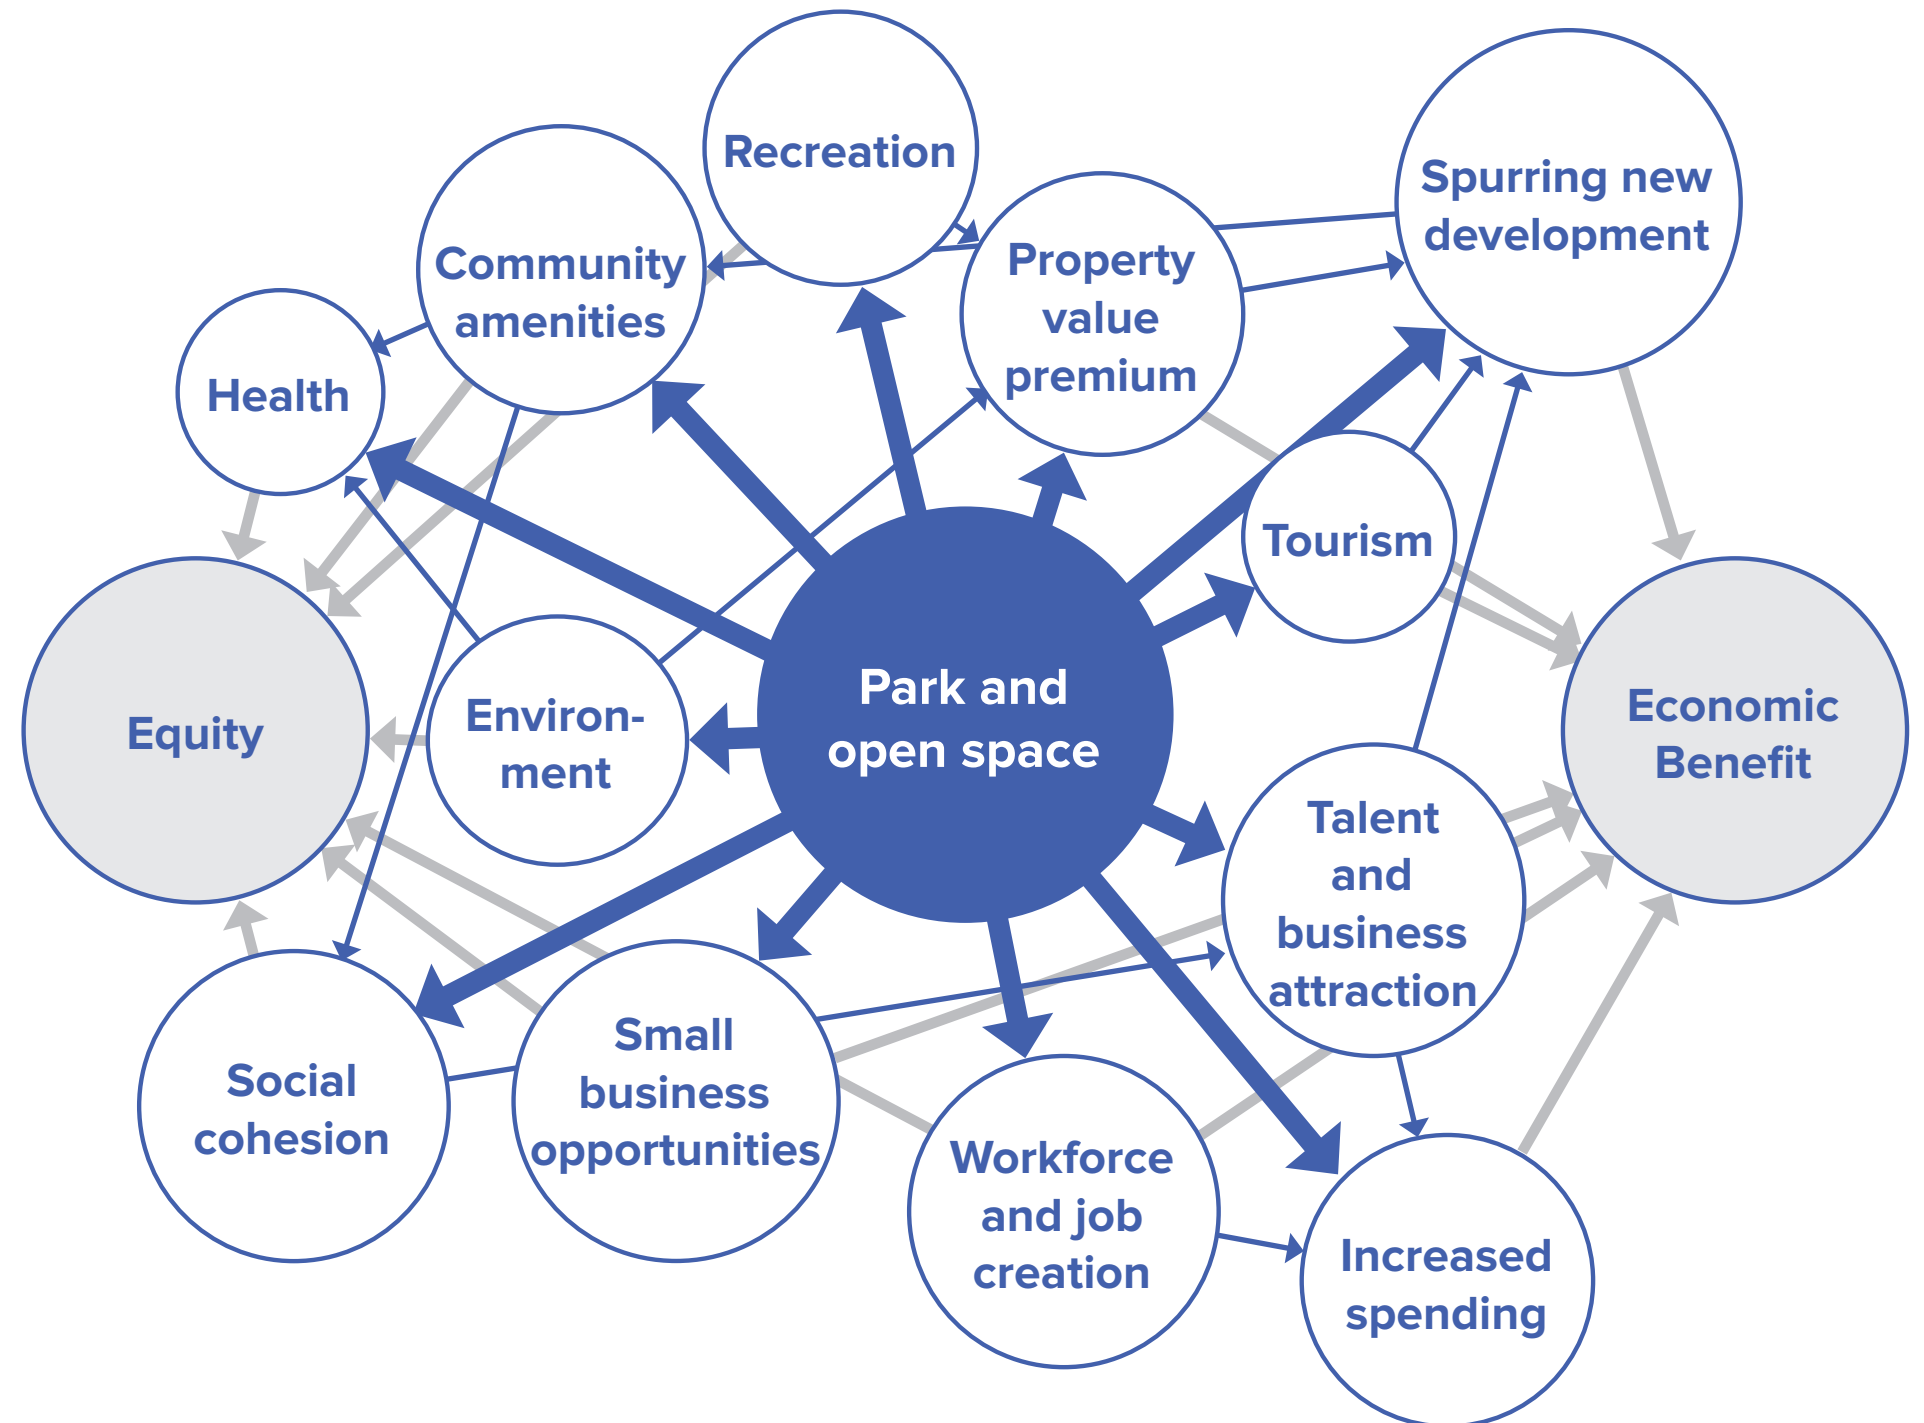 Recreation
Spurring new
development
Community
amenities
Property
value
premium
Health
Tourism
Park and
open space
Environ-
ment
Equity
Economic
Benefit
Talent
and
business
attraction
Small
business
opportunities
Social
cohesion
Workforce
and job
creation
Increased
spending